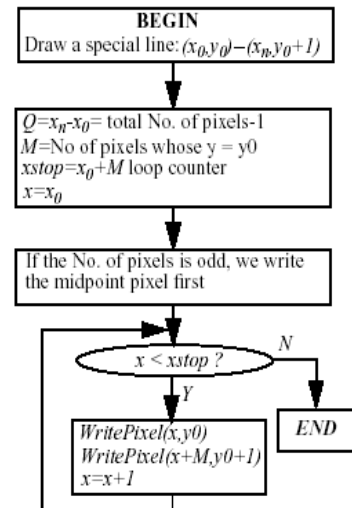 BEGIN
Draw a special line: (x0,y0)–(xn,y0+1)
Q=xn-x0= total No. of pixels-1
M=No of pixels whose y = y0
xstop=x0+M loop counter
x=x0
If the No. of pixels is odd, we write
the midpoint pixel first
x < xstop ?
N
Y
END
WritePixel(x,y0)
WritePixel(x+M,y0+1)
x=x+1